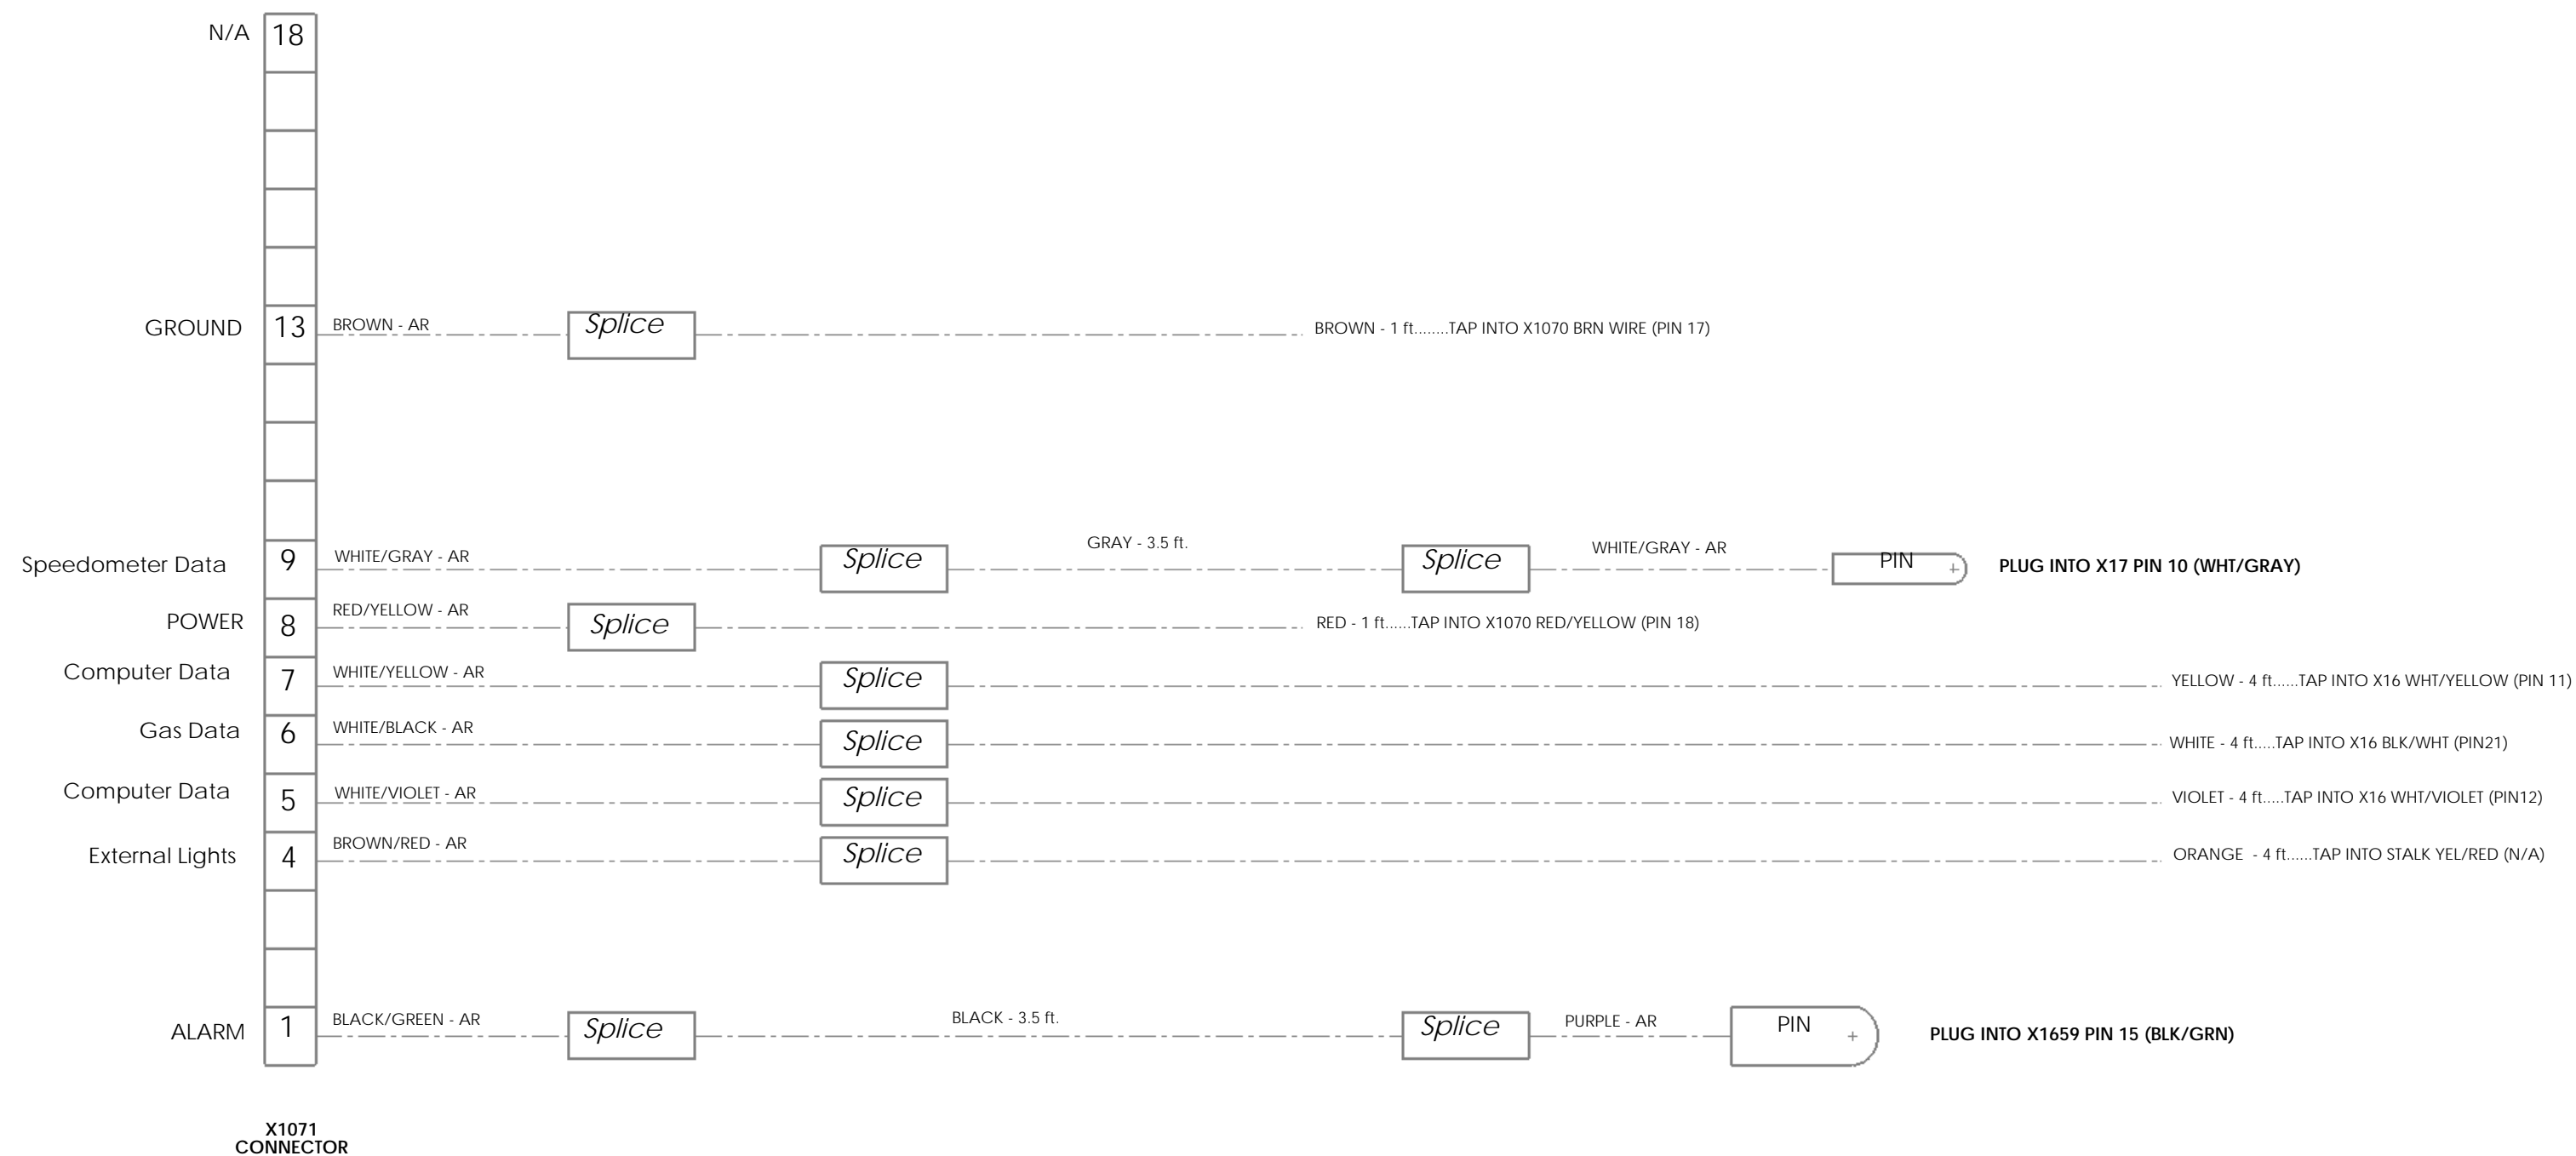 N/A 18
GROUND 13 BROWN - AR Splice BROWN - 1 ft........TAP INTO X1070 BRN WIRE (PIN 17)
Speedometer Data 9 WHITE/GRAY - AR Splice GRAY - 3.5 ft. Splice WHITE/GRAY - AR PIN PLUG INTO X17 PIN 10 (WHT/GRAY)
POWER 8 RED/YELLOW - AR Splice RED - 1 ft......TAP INTO X1070 RED/YELLOW (PIN 18)
Computer Data 7 WHITE/YELLOW - AR Splice YELLOW - 4 ft......TAP INTO X16 WHT/YELLOW (PIN 11)
Gas Data 6 WHITE/BLACK - AR Splice WHITE - 4 ft.....TAP INTO X16 BLK/WHT (PIN21)
Computer Data 5 WHITE/VIOLET - AR Splice VIOLET - 4 ft.....TAP INTO X16 WHT/VIOLET (PIN12)
External Lights 4 BROWN/RED - AR Splice ORANGE - 4 ft......TAP INTO STALK YEL/RED (N/A)
ALARM 1 BLACK/GREEN - AR Splice BLACK - 3.5 ft. Splice PURPLE - AR PIN PLUG INTO X1659 PIN 15 (BLK/GRN)
X1071
CONNECTOR